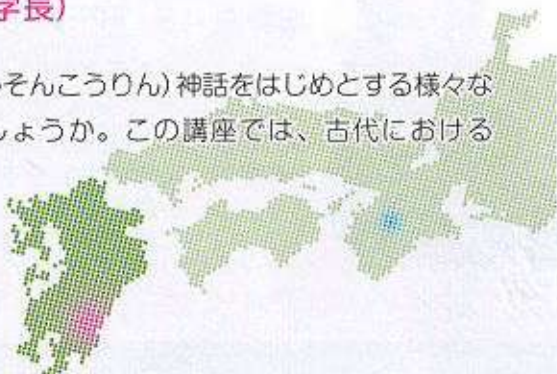 学長）
そんこうりん）神話をはじめとする様々な
しょうか。この講座では、古代における